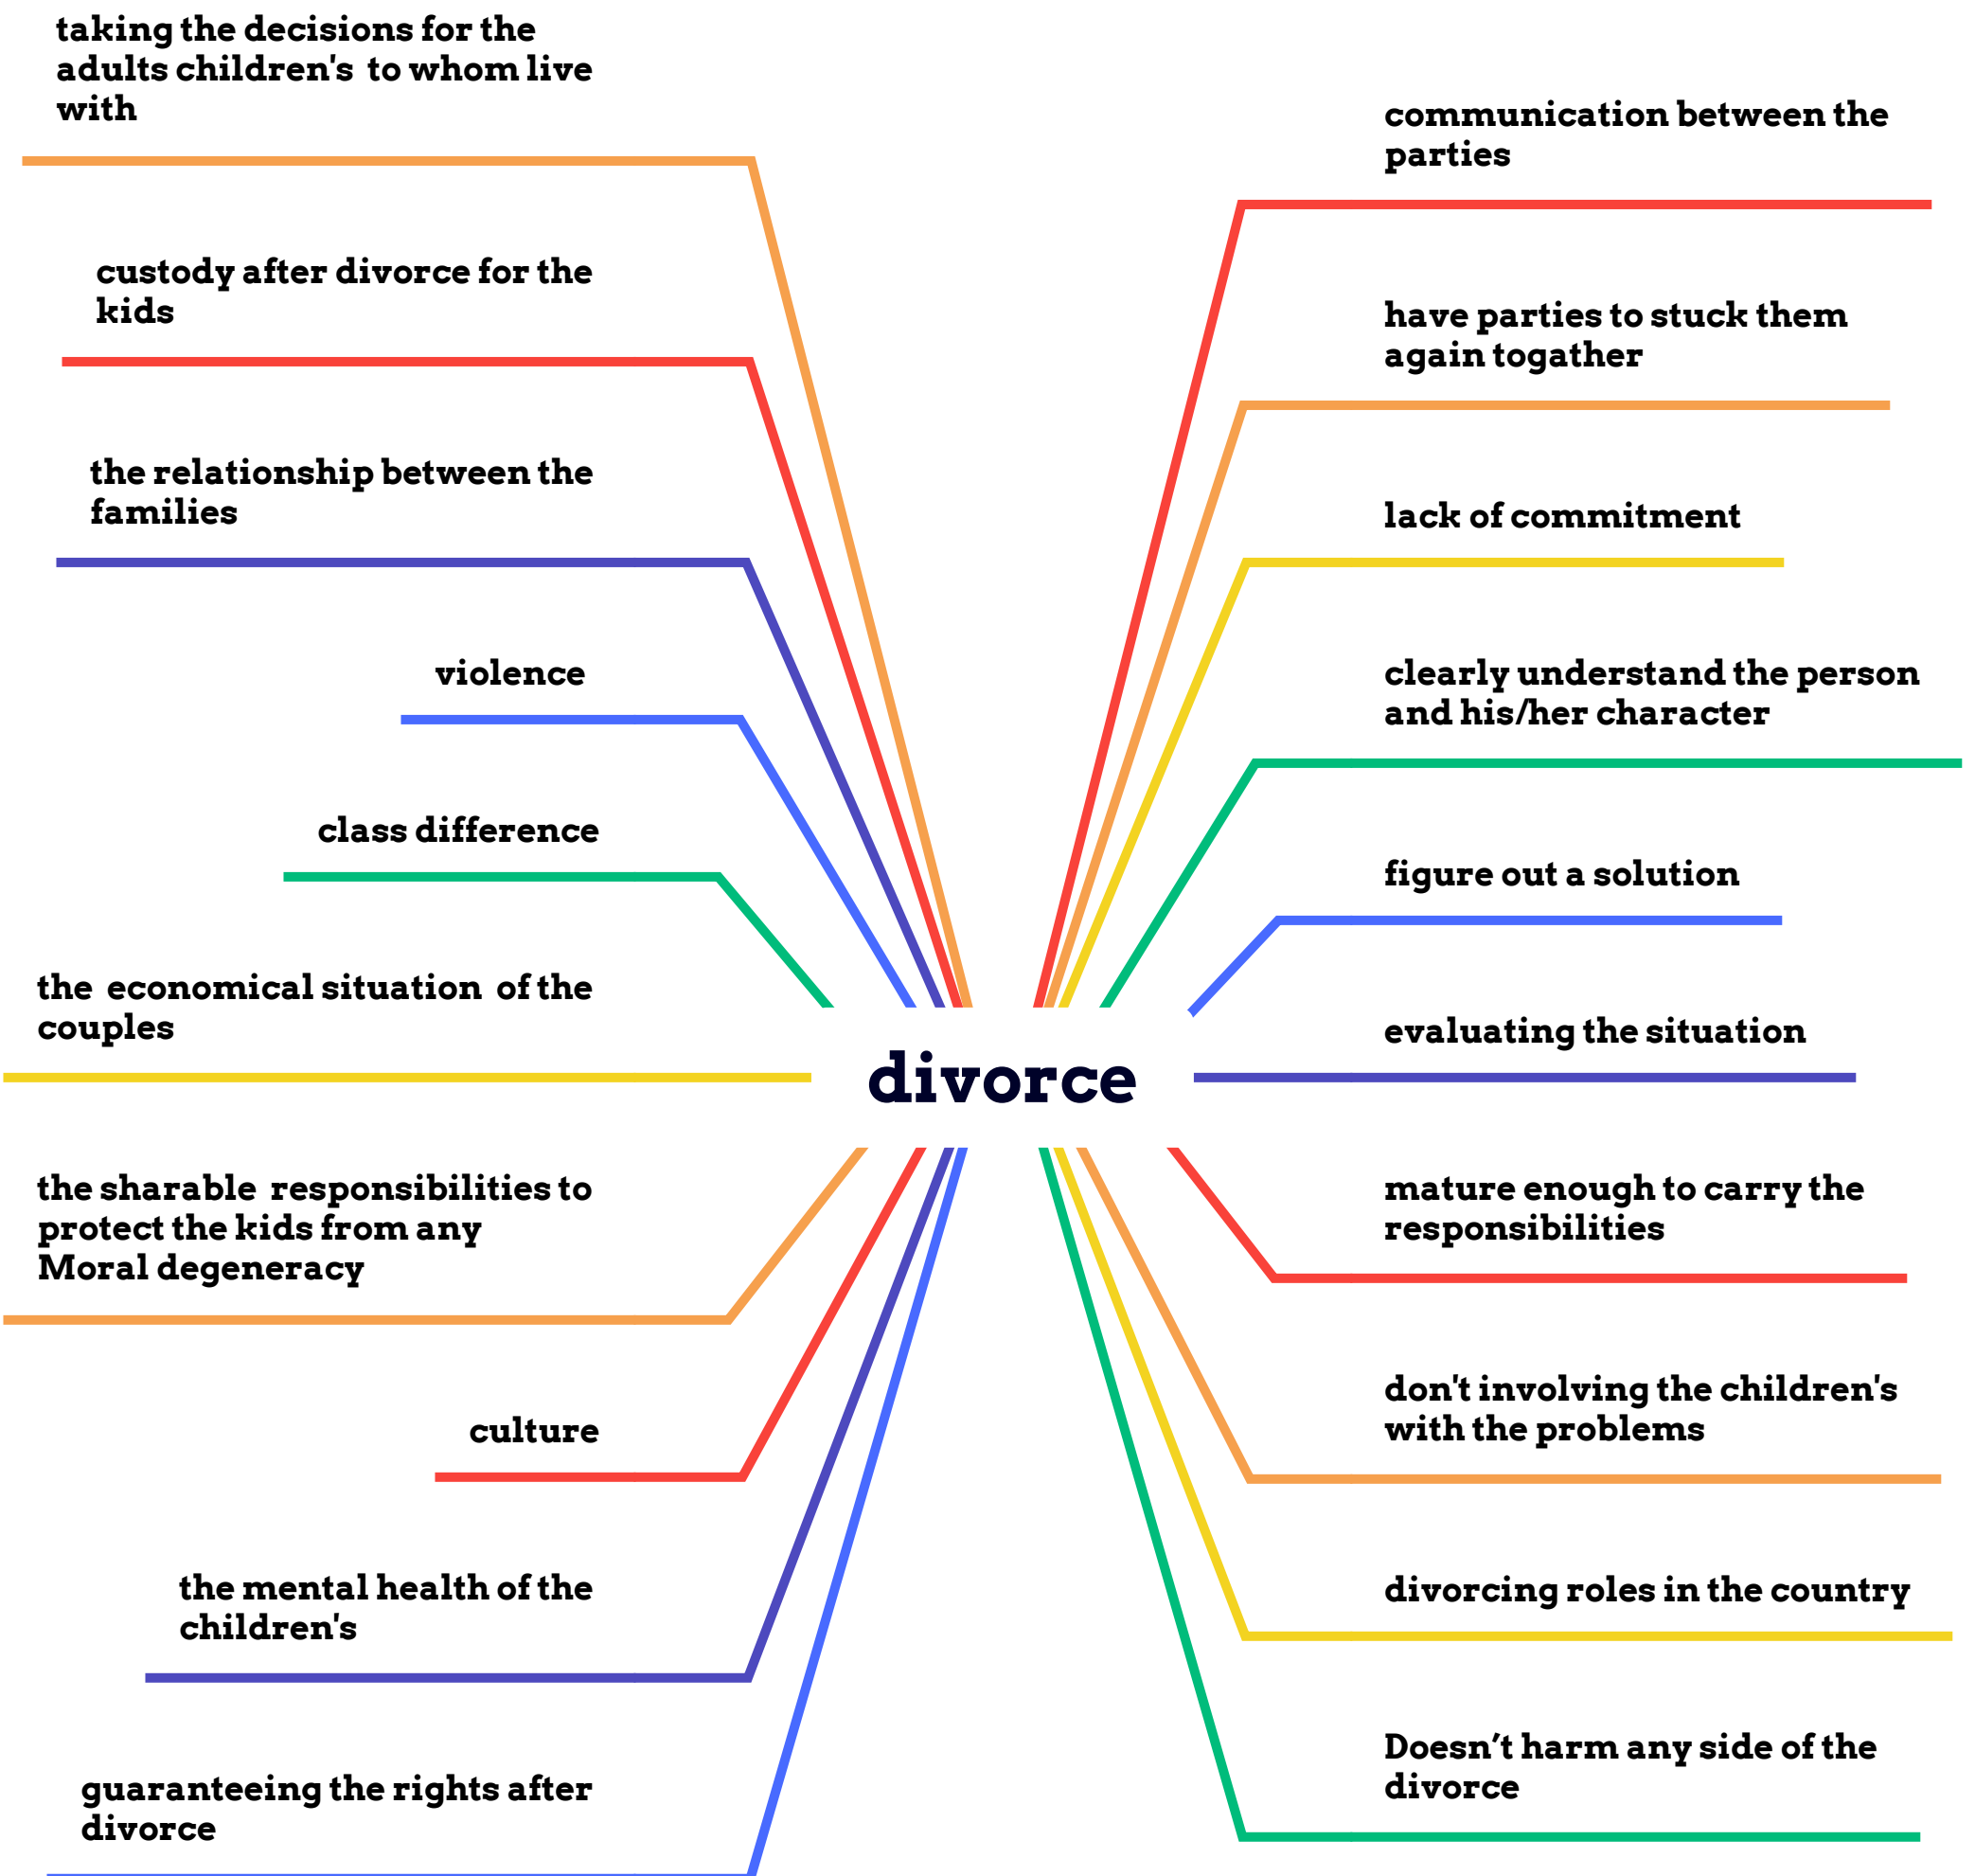 taking the decisions for the
adults children's  to whom live
with
custody after divorce for the
kids
the relationship between the
families
violence
class difference
the  economical situation  of the
couples
the sharable  responsibilities to
protect the kids from any
Moral degeneracy
culture
the mental health of the
children's
guaranteeing the rights after
divorce
divorce
communication between the
parties
have parties to stuck them
again togather
lack of commitment
clearly understand the person
and his/her character
figure out a solution
evaluating the situation
mature enough to carry the
responsibilities
don't involving the children's
with the problems
divorcing roles in the country
Doesn’t harm any side of the
divorce